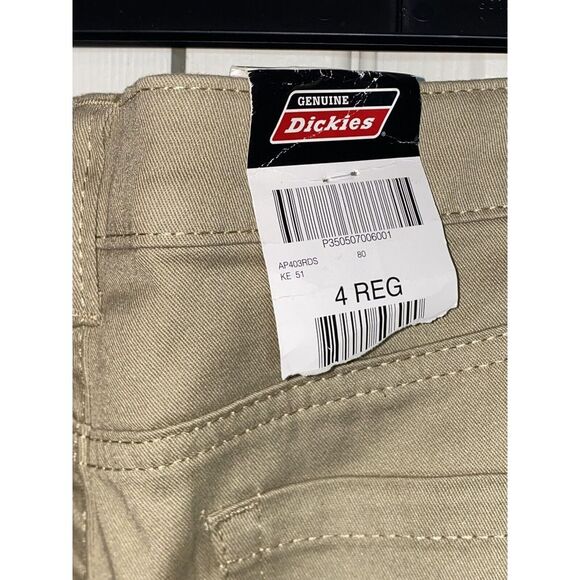 GENUINE
Dickies
P350507006001
AP403RDS 80
KE 51
4 REG